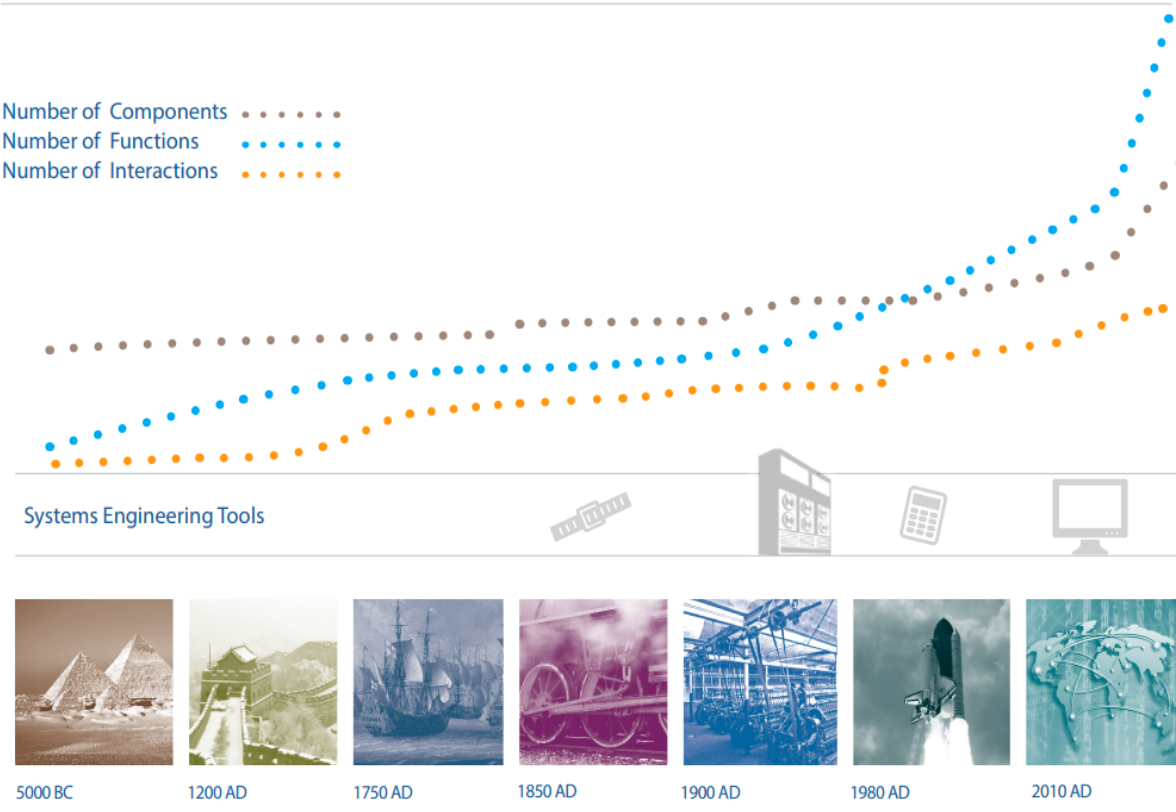 Number of Components
Number of Functions
Number of Interactions
Systems Engineering Tools
5000 BC
1200 AD
1750 AD
1850 AD
1900 AD
1980 AD
2010 AD